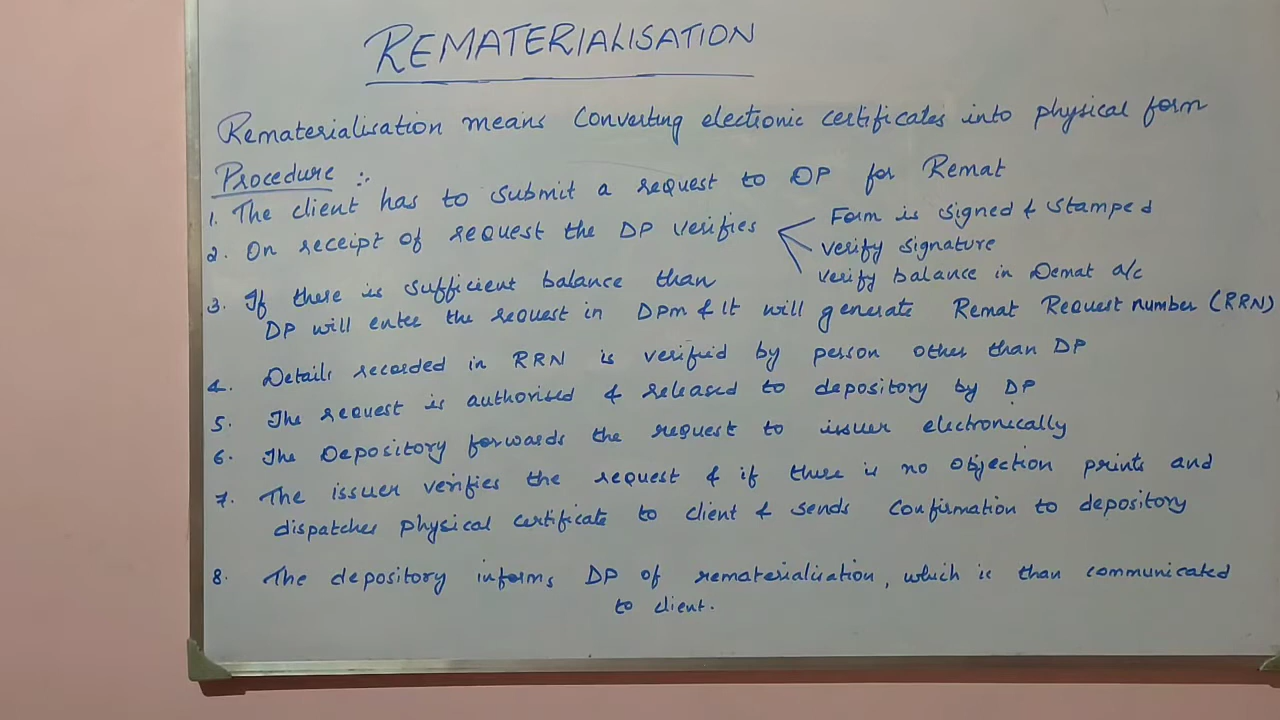 REMATERIALISATION
Rematerialisation means Converting electronic certificates into physical form
Procedure :-
1. The client has to submit a request to DP for Remat
2. On receipt of request the DP verifies
Form is signed & stamped
verify signature
verify balance in Demat a/c
3. If there is sufficient balance than
DP will enter the request in DPM & It will generate Remat Request number (RRN)
4. Details recorded in RRN is verified by person other than DP
5. The request is authorised & released to depository by DP
6. The Depository forwards the request to issuer electronically
7. The issuer verifies the request & if there is no objection prints and
dispatches physical certificate to client & sends confirmation to depository
8. The depository informs DP of rematerialisation, which is than communicated
to client.